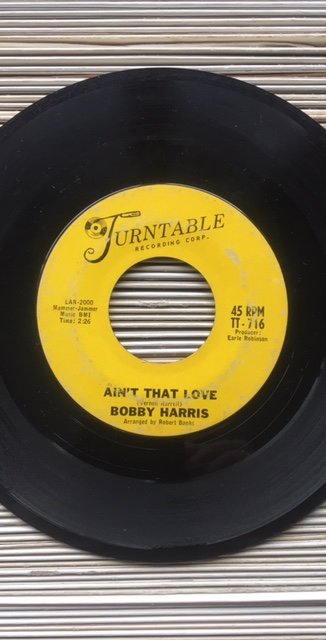 TURNTABLE
RECORDING CORP.
LAR-2000
Mammer-Jammer
Music BMI
Time: 2:26
45 RPM
TT-716
Producer:
Earle Robinson
AIN'T THAT LOVE
(Vernon Harrell)
BOBBY HARRIS
Arranged by Robert Banks